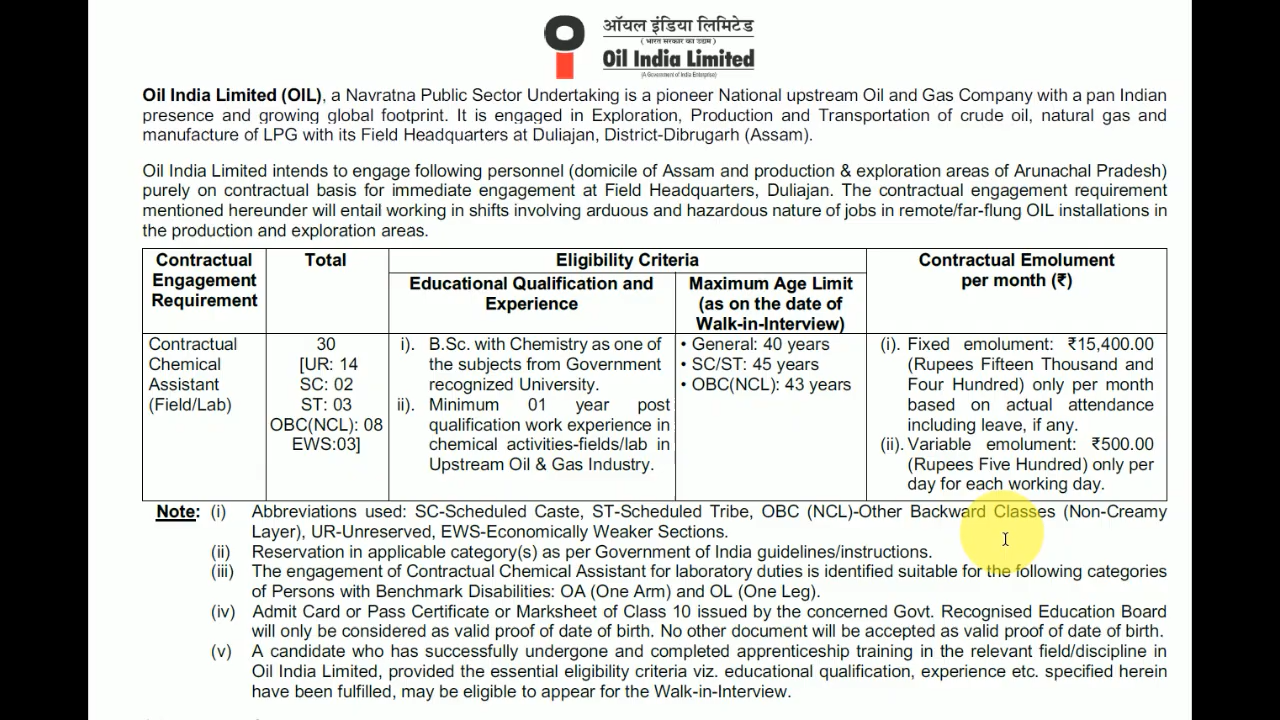 ऑयल इंडिया लिमिटेड
(भारत सरकार का उद्यम)
Oil India Limited
(A Government of India Enterprise)
Oil India Limited (OIL), a Navratna Public Sector Undertaking is a pioneer National upstream Oil and Gas Company with a pan Indian
presence and growing global footprint. It is engaged in Exploration, Production and Transportation of crude oil, natural gas and
manufacture of LPG with its Field Headquarters at Duliajan, District-Dibrugarh (Assam).
Oil India Limited intends to engage following personnel (domicile of Assam and production & exploration areas of Arunachal Pradesh)
purely on contractual basis for immediate engagement at Field Headquarters, Duliajan. The contractual engagement requirement
mentioned hereunder will entail working in shifts involving arduous and hazardous nature of jobs in remote/far-flung OIL installations in
the production and exploration areas.
Contractual
Engagement
Requirement
Total
Eligibility Criteria
Educational Qualification and
Experience
Maximum Age Limit
(as on the date of
Walk-in-Interview)
Contractual Emolument
per month (₹)
Contractual
Chemical
Assistant
(Field/Lab)
30
[UR: 14
SC: 02
ST: 03
OBC(NCL): 08
EWS:03]
i). B.Sc. with Chemistry as one of
the subjects from Government
recognized University.
ii). Minimum 01 year post
qualification work experience in
chemical activities-fields/lab in
Upstream Oil & Gas Industry.
• General: 40 years
• SC/ST: 45 years
• OBC(NCL): 43 years
(i). Fixed emolument: ₹15,400.00
(Rupees Fifteen Thousand and
Four Hundred) only per month
based on actual attendance
including leave, if any.
(ii). Variable emolument: ₹500.00
(Rupees Five Hundred) only per
day for each working day.
Note: (i) Abbreviations used: SC-Scheduled Caste, ST-Scheduled Tribe, OBC (NCL)-Other Backward Classes (Non-Creamy
Layer), UR-Unreserved, EWS-Economically Weaker Sections.
(ii) Reservation in applicable category(s) as per Government of India guidelines/instructions.
(iii) The engagement of Contractual Chemical Assistant for laboratory duties is identified suitable for the following categories
of Persons with Benchmark Disabilities: OA (One Arm) and OL (One Leg).
(iv) Admit Card or Pass Certificate or Marksheet of Class 10 issued by the concerned Govt. Recognised Education Board
will only be considered as valid proof of date of birth. No other document will be accepted as valid proof of date of birth.
(v) A candidate who has successfully undergone and completed apprenticeship training in the relevant field/discipline in
Oil India Limited, provided the essential eligibility criteria viz. educational qualification, experience etc. specified herein
have been fulfilled, may be eligible to appear for the Walk-in-Interview.